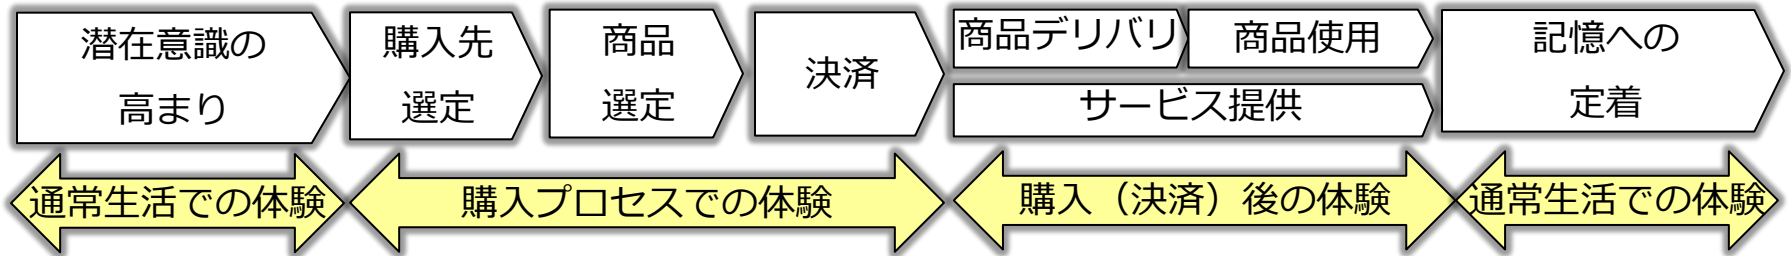 潜在意識の
高まり
購入先
選定
商品
選定
決済
商品デリバリ
商品使用
サービス提供
記憶への
定着
通常生活での体験
購入プロセスでの体験
購入（決済）後の体験
通常生活での体験